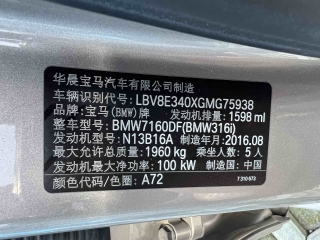 华晨宝马汽车有限公司制造
车辆识别代号: LBV8E340XGMG75938
品牌: 宝马(BMW) 发动机排量: 1598 ml
整车型号: BMW7160DF(BMW316i)
发动机型号: N13B16A 制造年月: 2016.08
最大允许总质量: 1960 kg 乘坐人数: 5 人
发动机最大净功率: 100 kW 制造国: 中国
颜色代码/色圈: A72 7 310 673